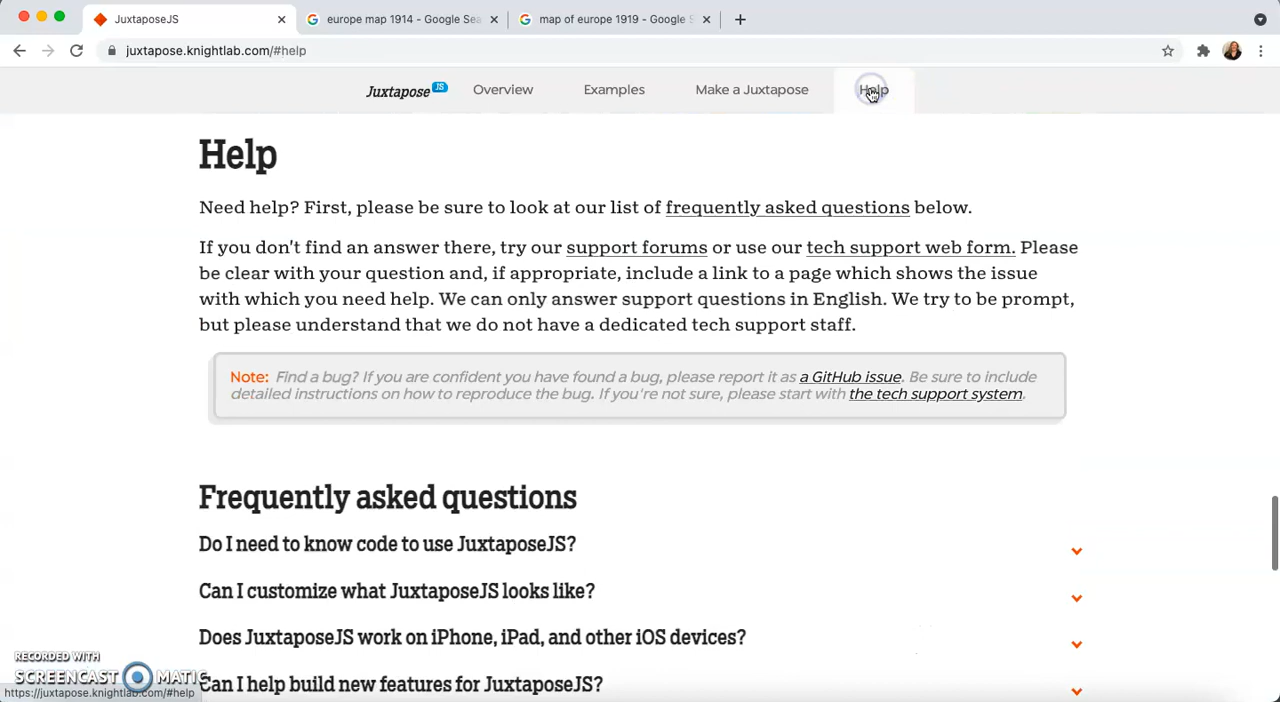 JuxtaposeJS
europe map 1914 - Google Sea
map of europe 1919 - Google S
juxtapose.knightlab.com/#help
Juxtapose JS
Overview
Examples
Make a Juxtapose
Help
Help
Need help? First, please be sure to look at our list of frequently asked questions below.
If you don't find an answer there, try our support forums or use our tech support web form. Please
be clear with your question and, if appropriate, include a link to a page which shows the issue
with which you need help. We can only answer support questions in English. We try to be prompt,
but please understand that we do not have a dedicated tech support staff.
Note: Find a bug? If you are confident you have found a bug, please report it as a GitHub issue. Be sure to include
detailed instructions on how to reproduce the bug. If you're not sure, please start with the tech support system.
Frequently asked questions
Do I need to know code to use JuxtaposeJS?
Can I customize what JuxtaposeJS looks like?
Does JuxtaposeJS work on iPhone, iPad, and other iOS devices?
Can I help build new features for JuxtaposeJS?
RECORDED WITH
SCREENCAST MATIC
https://juxtapose.knightlab.com/#help